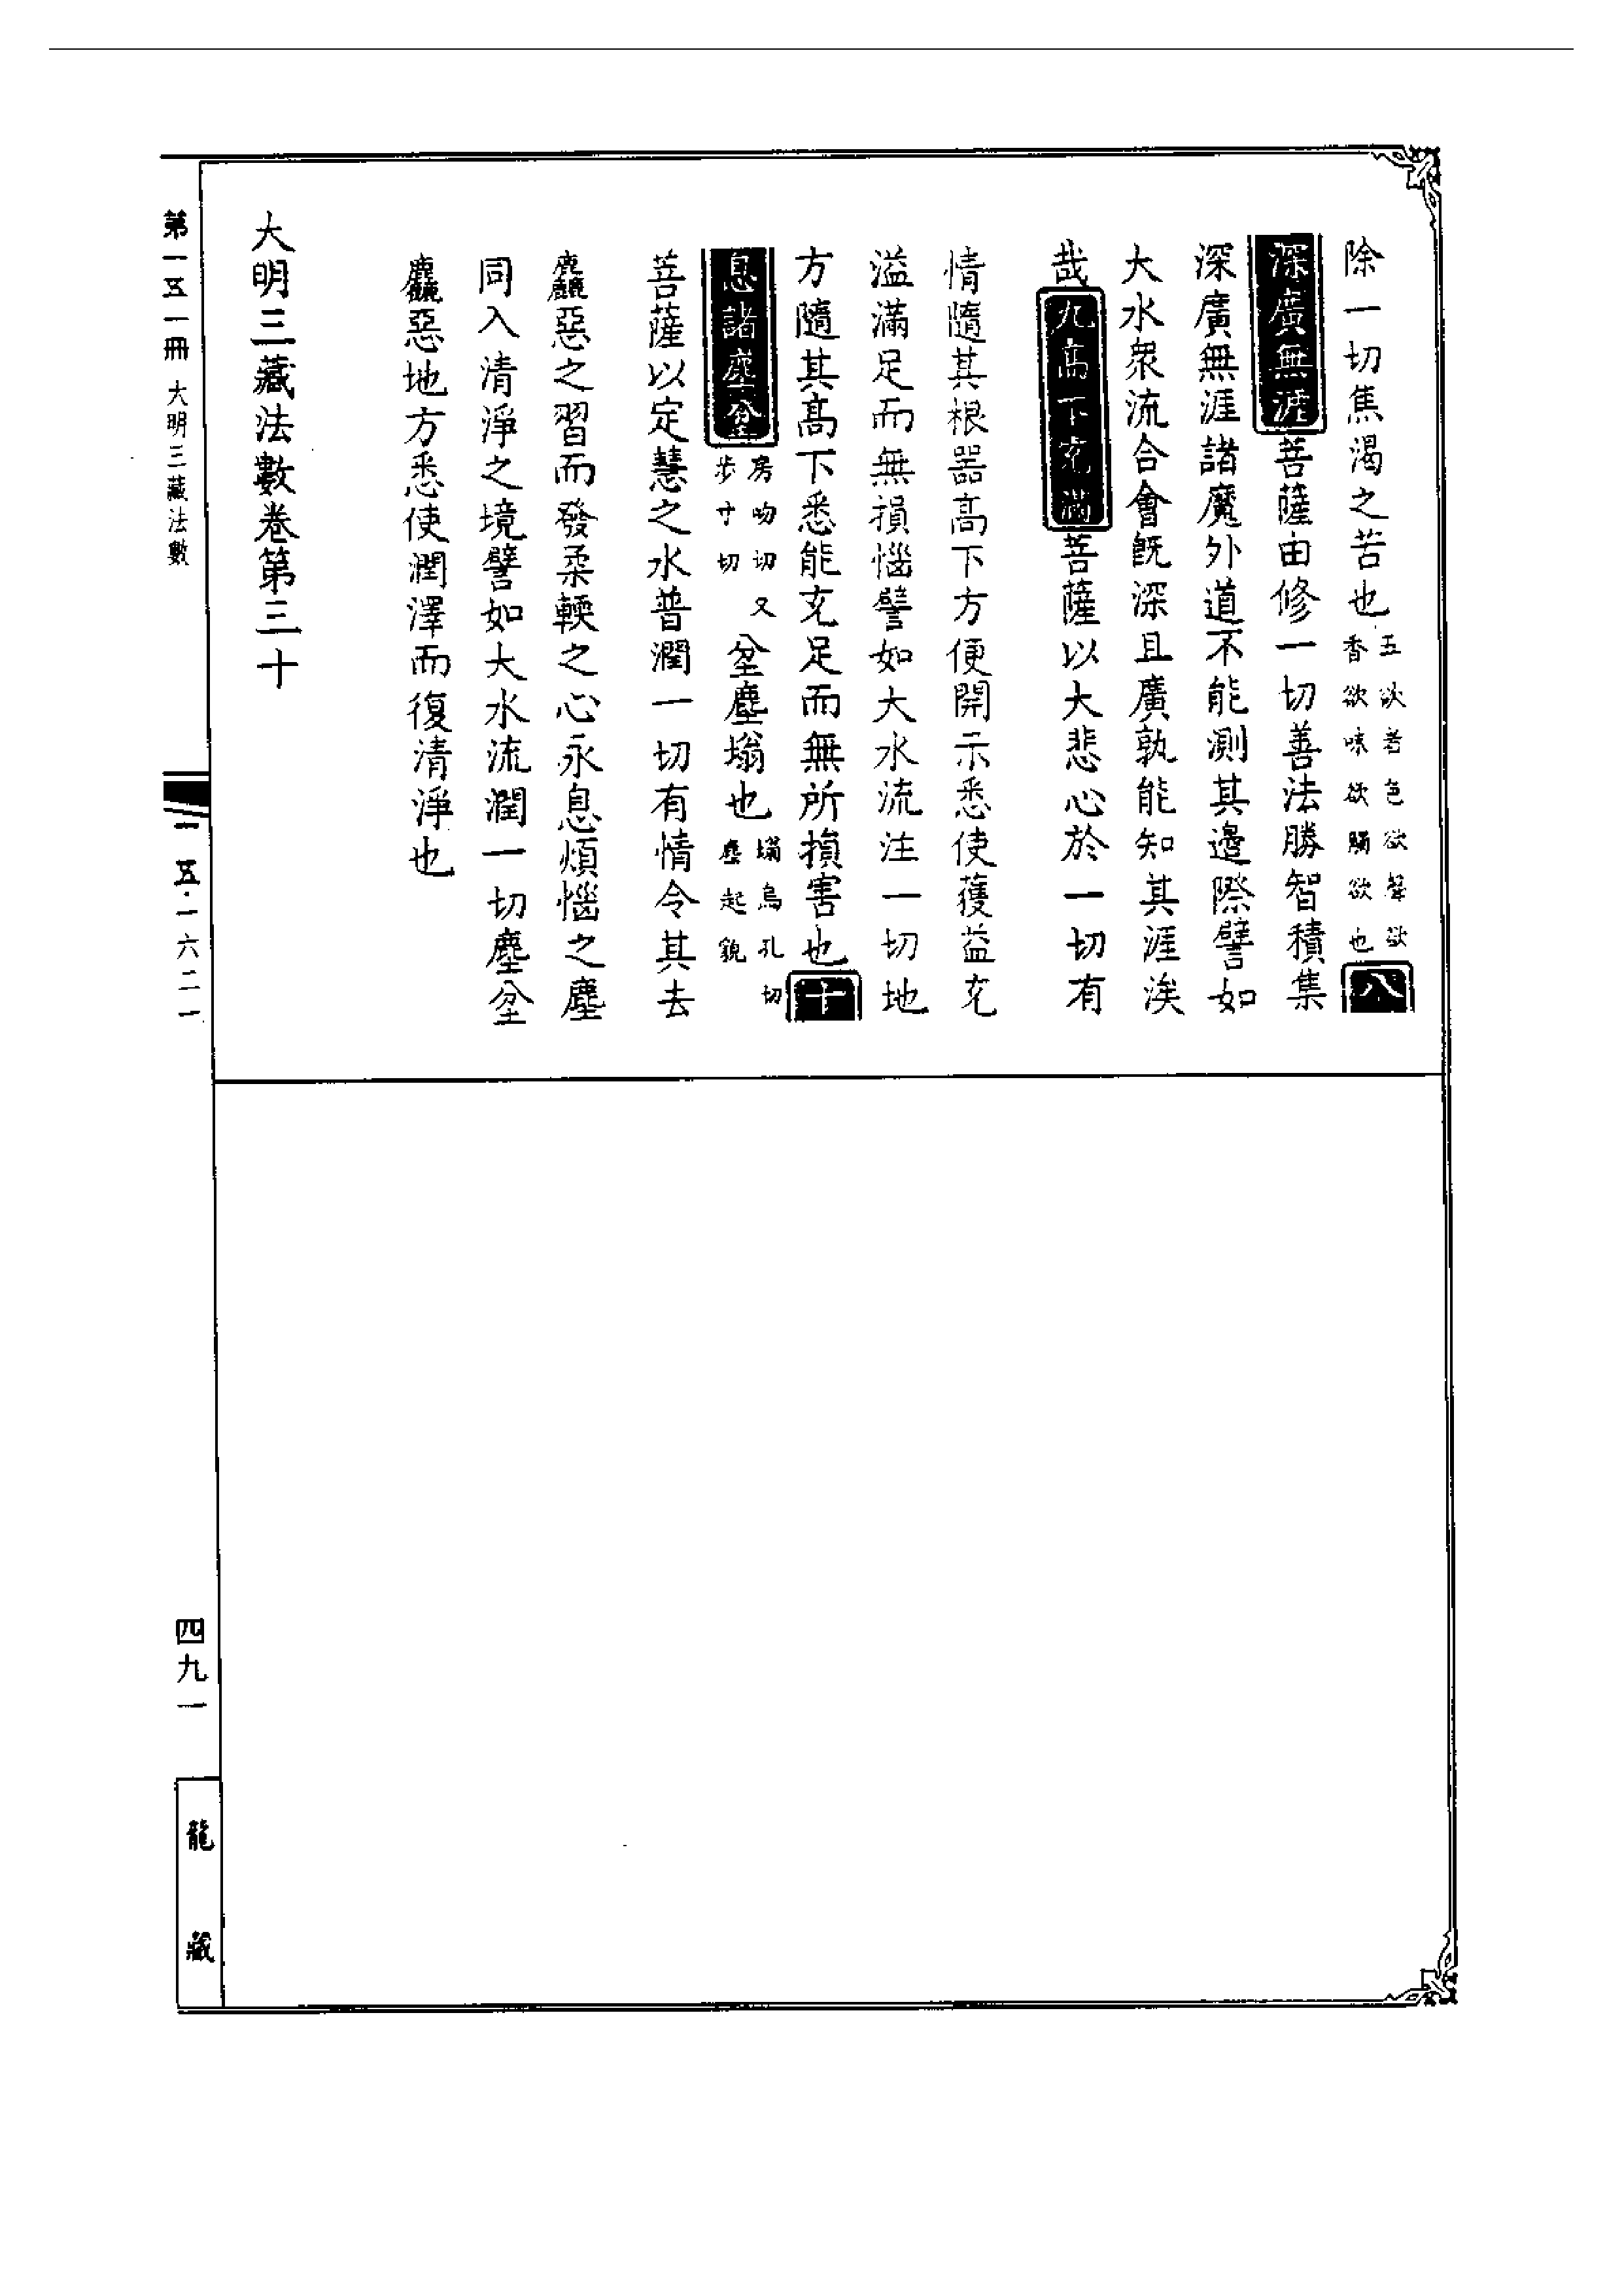 除一切焦渴之苦也五欲者色欲聲欲香欲味欲觸欲也八
深廣無涯菩薩由修一切善法勝智積集
深廣無涯諸魔外道不能測其邊際譬如
大水衆流合會旣深且廣孰能知其涯涘
哉九高下充滿菩薩以大悲心於一切有
情隨其根器高下方便開示悉使獲益充
溢滿足而無損惱譬如大水流注一切地
方隨其高下悉能充足而無所損害也十
息諸塵坌房吻切又步寸切坌塵塕也塕烏孔切塵起貌
菩薩以定慧之水普潤一切有情令其去
麤惡之習而發柔輭之心永息煩惱之塵
同入清淨之境譬如大水流潤一切塵坌
麤惡地方悉使潤澤而復清淨也
大明三藏法數卷第三十
第一五一冊 大明三藏法數
一五·一六二一
四九一
龍藏